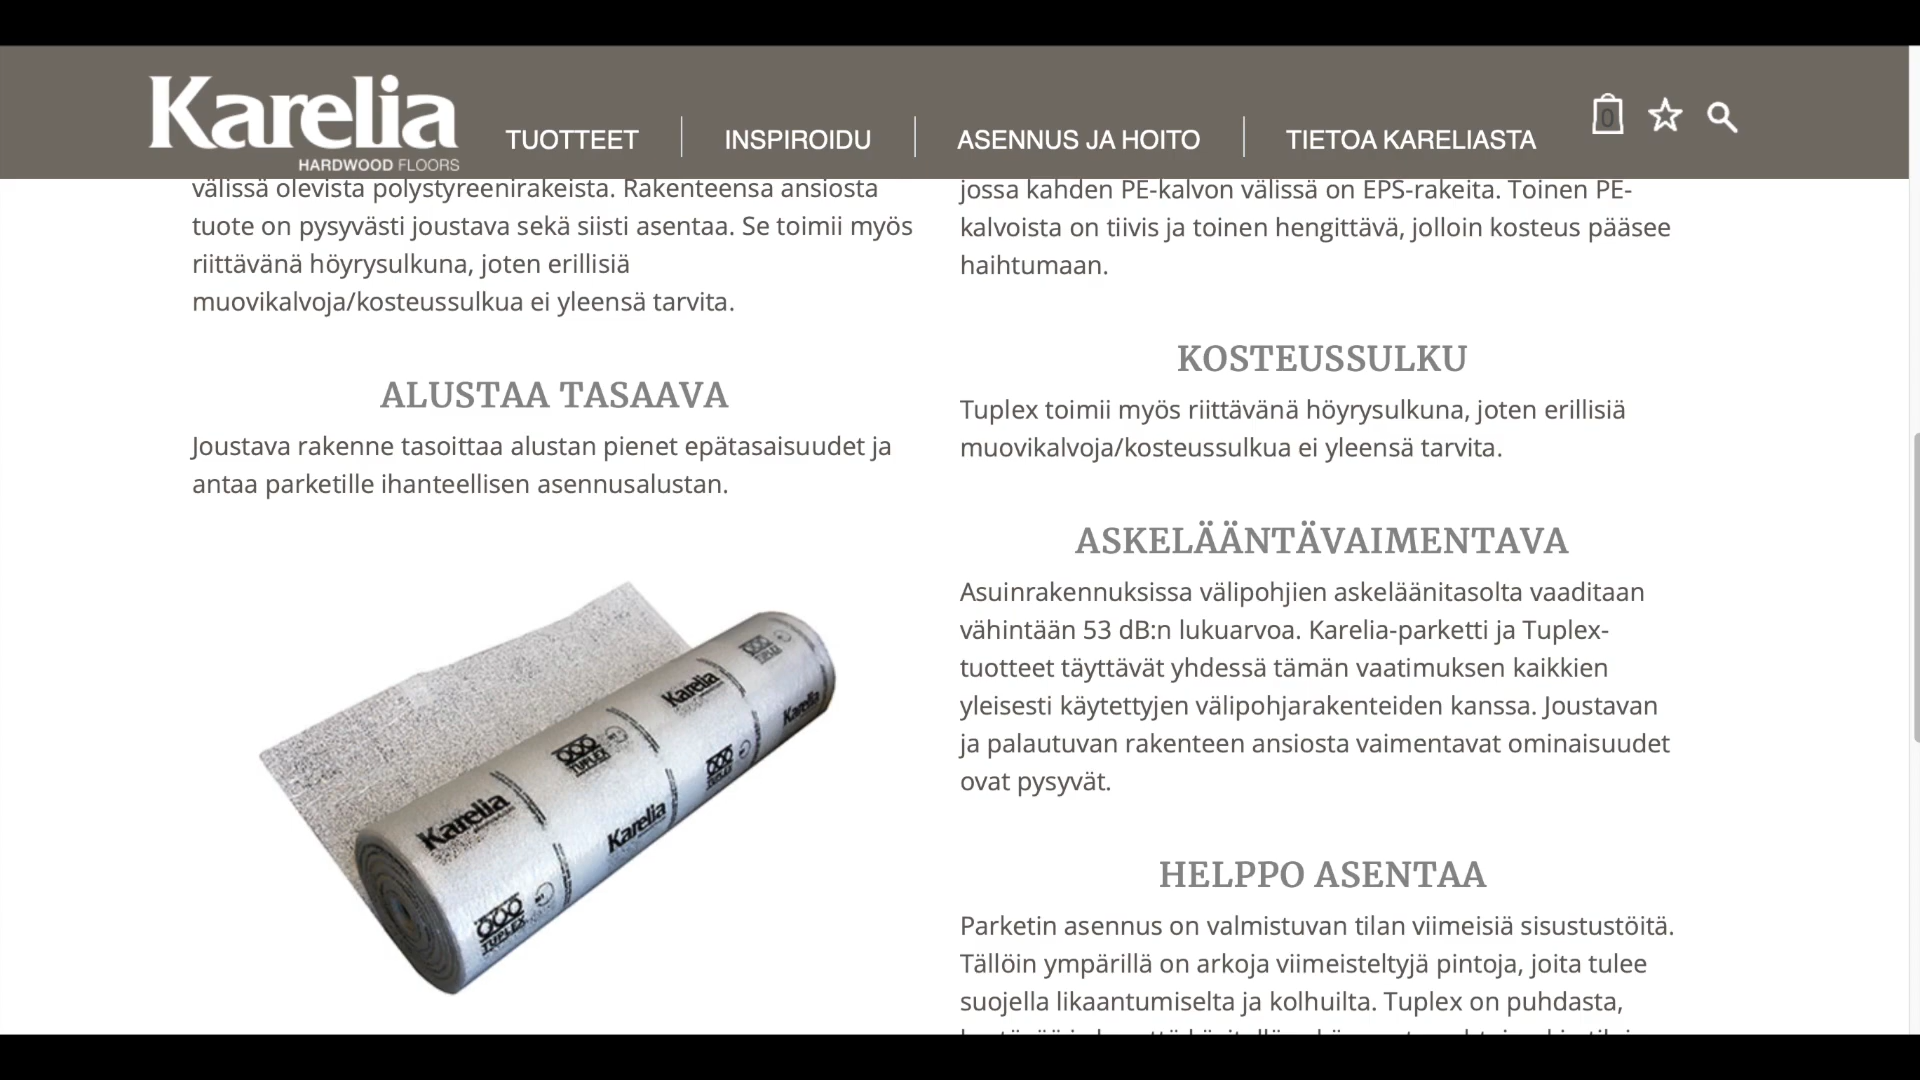 Karelia
HARDWOOD FLOORS
TUOTTEET
INSPIROIDU
ASENNUS JA HOITO
TIETOA KARELIASTA
0
välissä olevista polystyreenirakeista. Rakenteensa ansiosta
tuote on pysyvästi joustava sekä siisti asentaa. Se toimii myös
riittävänä höyrysulkuna, joten erillisiä
muovikalvoja/kosteussulkua ei yleensä tarvita.
ALUSTAA TASAAVA
Joustava rakenne tasoittaa alustan pienet epätasaisuudet ja
antaa parketille ihanteellisen asennusalustan.
Karelia
TUPLEX
Karelia
TUPLEX
Karelia
TUPLEX
Karelia
TUPLEX
jossa kahden PE-kalvon välissä on EPS-rakeita. Toinen PE-
kalvoista on tiivis ja toinen hengittävä, jolloin kosteus pääsee
haihtumaan.
KOSTEUSSULKU
Tuplex toimii myös riittävänä höyrysulkuna, joten erillisiä
muovikalvoja/kosteussulkua ei yleensä tarvita.
ASKELÄÄNTÄVAIMENTAVA
Asuinrakennuksissa välipohjien askeläänitasolta vaaditaan
vähintään 53 dB:n lukuarvoa. Karelia-parketti ja Tuplex-
tuotteet täyttävät yhdessä tämän vaatimuksen kaikkien
yleisesti käytettyjen välipohjarakenteiden kanssa. Joustavan
ja palautuvan rakenteen ansiosta vaimentavat ominaisuudet
ovat pysyvät.
HELPPO ASENTAA
Parketin asennus on valmistuvan tilan viimeisiä sisustustöitä.
Tällöin ympärillä on arkoja viimeisteltyjä pintoja, joita tulee
suojella likaantumiselta ja kolhuilta. Tuplex on puhdasta,